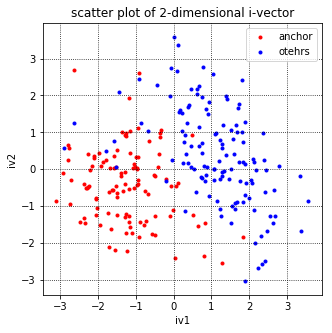 scatter plot of 2-dimensional i-vector
anchor
otehrs
iv2
3
2
1
0
−1
−2
−3
−3 −2 −1 0 1 2 3
iv1